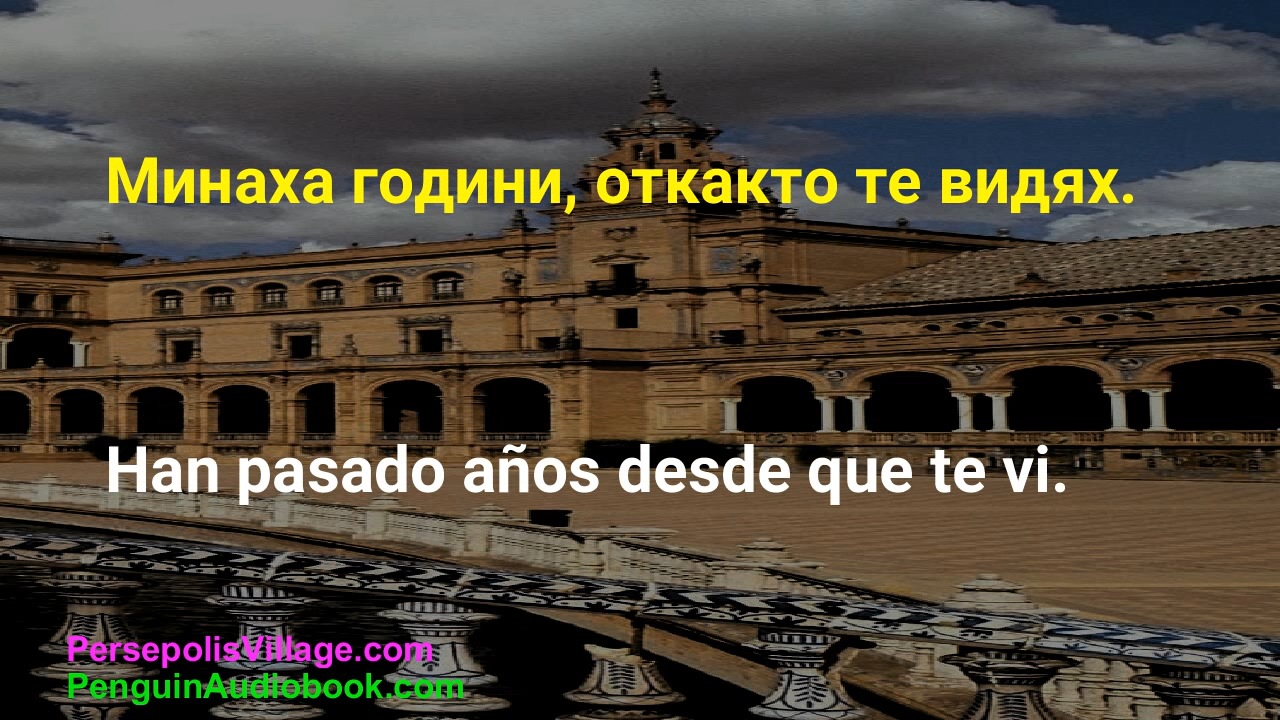 Минаха години, откакто те видях.
Han pasado años desde que te vi.
PersepolisVillage.com
PenguinAudiobook.com